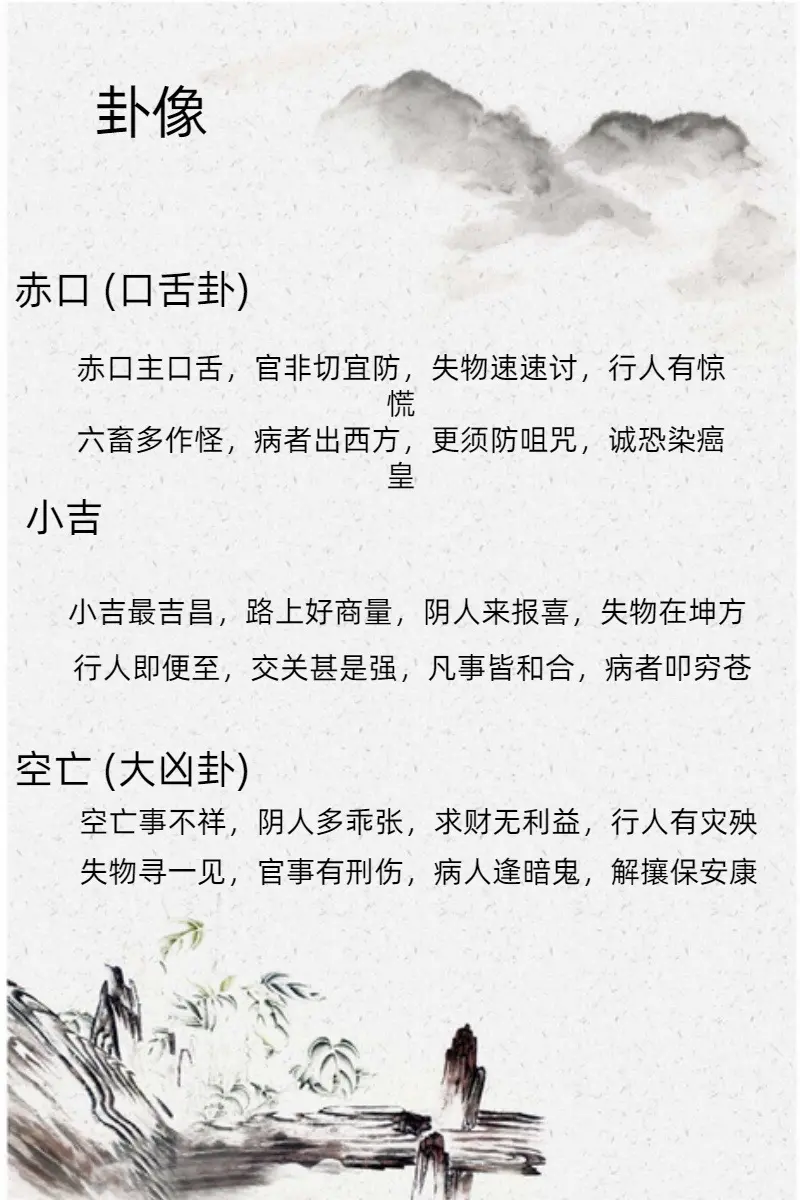 卦像
赤口 (口舌卦)
赤口主口舌，官非切宜防，失物速速讨，行人有惊
慌
六畜多作怪，病者出西方，更须防咀咒，诚恐染癌
皇
小吉
小吉最吉昌，路上好商量，阴人来报喜，失物在坤方
行人即便至，交关甚是强，凡事皆和合，病者叩穷苍
空亡 (大凶卦)
空亡事不祥，阴人多乖张，求财无利益，行人有灾殃
失物寻一见，官事有刑伤，病人逢暗鬼，解攘保安康